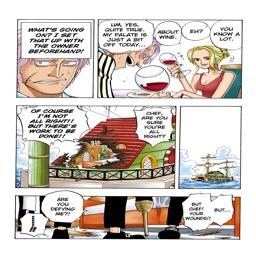 YOU
KNOW A
LOT.
EH?
ABOUT
WINE.
UM, YES,
QUITE TRUE.
MY PALATE
IS JUST A
BIT OFF
TODAY...
WHAT'S
GOING
ON?! I SET
THAT UP WITH
THE OWNER
BEFOREHAND!
CHEF,
ARE YOU
SURE
YOU'RE
ALL
RIGHT?
OF COURSE
I'M NOT
ALL RIGHT!!
BUT THERE'S
WORK TO BE
DONE!!
BUT...
BUT
CHEF!
YOUR
WOUNDS!!
ARE
YOU
DEFYING
ME?!